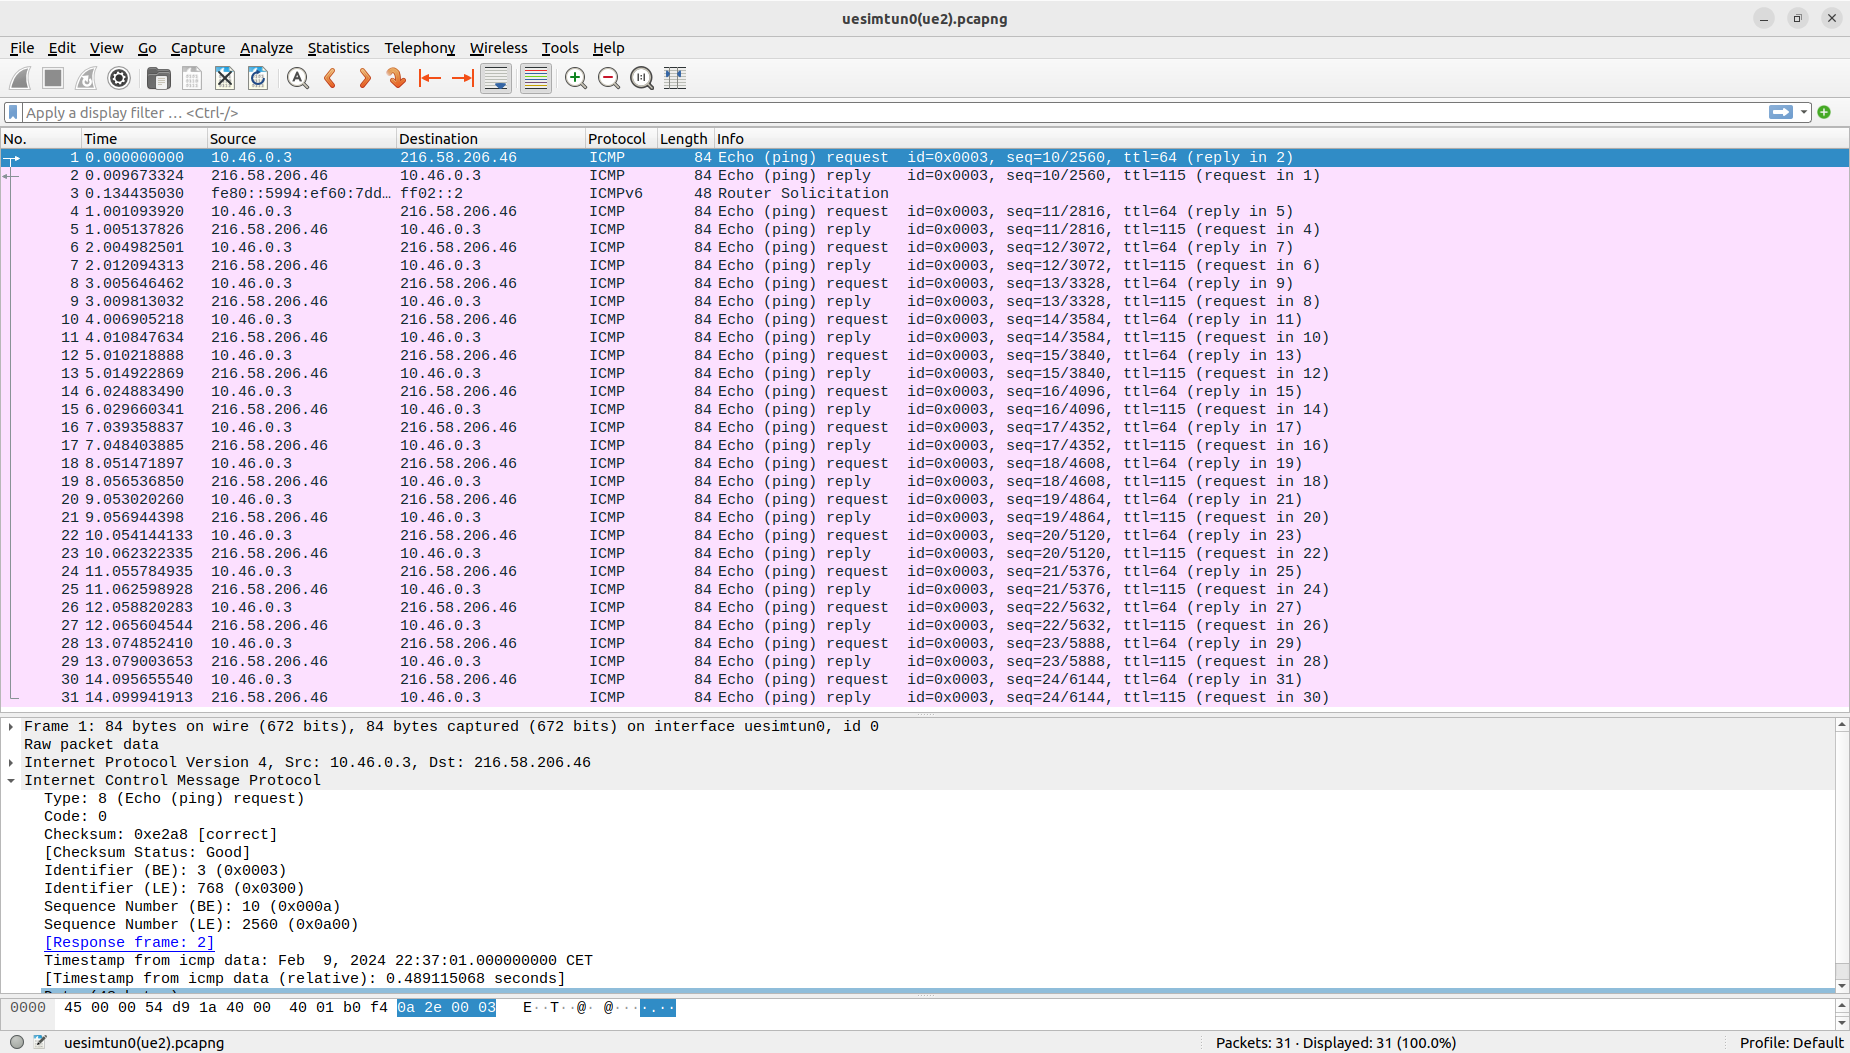 uesimtun0(ue2).pcapng
File Edit View Go Capture Analyze Statistics Telephony Wireless Tools Help
Apply a display filter … <Ctrl-/>
No. Time Source Destination Protocol Length Info
1 0.000000000 10.46.0.3 216.58.206.46 ICMP 84 Echo (ping) request id=0x0003, seq=10/2560, ttl=64 (reply in 2)
2 0.009673324 216.58.206.46 10.46.0.3 ICMP 84 Echo (ping) reply id=0x0003, seq=10/2560, ttl=115 (request in 1)
3 0.134435030 fe80::5994:ef60:7dd… ff02::2 ICMPv6 48 Router Solicitation
4 1.001093920 10.46.0.3 216.58.206.46 ICMP 84 Echo (ping) request id=0x0003, seq=11/2816, ttl=64 (reply in 5)
5 1.005137826 216.58.206.46 10.46.0.3 ICMP 84 Echo (ping) reply id=0x0003, seq=11/2816, ttl=115 (request in 4)
6 2.004982501 10.46.0.3 216.58.206.46 ICMP 84 Echo (ping) request id=0x0003, seq=12/3072, ttl=64 (reply in 7)
7 2.012094313 216.58.206.46 10.46.0.3 ICMP 84 Echo (ping) reply id=0x0003, seq=12/3072, ttl=115 (request in 6)
8 3.005646462 10.46.0.3 216.58.206.46 ICMP 84 Echo (ping) request id=0x0003, seq=13/3328, ttl=64 (reply in 9)
9 3.009813032 216.58.206.46 10.46.0.3 ICMP 84 Echo (ping) reply id=0x0003, seq=13/3328, ttl=115 (request in 8)
10 4.006905218 10.46.0.3 216.58.206.46 ICMP 84 Echo (ping) request id=0x0003, seq=14/3584, ttl=64 (reply in 11)
11 4.010847634 216.58.206.46 10.46.0.3 ICMP 84 Echo (ping) reply id=0x0003, seq=14/3584, ttl=115 (request in 10)
12 5.010218888 10.46.0.3 216.58.206.46 ICMP 84 Echo (ping) request id=0x0003, seq=15/3840, ttl=64 (reply in 13)
13 5.014922869 216.58.206.46 10.46.0.3 ICMP 84 Echo (ping) reply id=0x0003, seq=15/3840, ttl=115 (request in 12)
14 6.024883490 10.46.0.3 216.58.206.46 ICMP 84 Echo (ping) request id=0x0003, seq=16/4096, ttl=64 (reply in 15)
15 6.029660341 216.58.206.46 10.46.0.3 ICMP 84 Echo (ping) reply id=0x0003, seq=16/4096, ttl=115 (request in 14)
16 7.039358837 10.46.0.3 216.58.206.46 ICMP 84 Echo (ping) request id=0x0003, seq=17/4352, ttl=64 (reply in 17)
17 7.048403885 216.58.206.46 10.46.0.3 ICMP 84 Echo (ping) reply id=0x0003, seq=17/4352, ttl=115 (request in 16)
18 8.051471897 10.46.0.3 216.58.206.46 ICMP 84 Echo (ping) request id=0x0003, seq=18/4608, ttl=64 (reply in 19)
19 8.056536850 216.58.206.46 10.46.0.3 ICMP 84 Echo (ping) reply id=0x0003, seq=18/4608, ttl=115 (request in 18)
20 9.053020260 10.46.0.3 216.58.206.46 ICMP 84 Echo (ping) request id=0x0003, seq=19/4864, ttl=64 (reply in 21)
21 9.056944398 216.58.206.46 10.46.0.3 ICMP 84 Echo (ping) reply id=0x0003, seq=19/4864, ttl=115 (request in 20)
22 10.054144133 10.46.0.3 216.58.206.46 ICMP 84 Echo (ping) request id=0x0003, seq=20/5120, ttl=64 (reply in 23)
23 10.062322335 216.58.206.46 10.46.0.3 ICMP 84 Echo (ping) reply id=0x0003, seq=20/5120, ttl=115 (request in 22)
24 11.055784935 10.46.0.3 216.58.206.46 ICMP 84 Echo (ping) request id=0x0003, seq=21/5376, ttl=64 (reply in 25)
25 11.062598928 216.58.206.46 10.46.0.3 ICMP 84 Echo (ping) reply id=0x0003, seq=21/5376, ttl=115 (request in 24)
26 12.058820283 10.46.0.3 216.58.206.46 ICMP 84 Echo (ping) request id=0x0003, seq=22/5632, ttl=64 (reply in 27)
27 12.065604544 216.58.206.46 10.46.0.3 ICMP 84 Echo (ping) reply id=0x0003, seq=22/5632, ttl=115 (request in 26)
28 13.074852410 10.46.0.3 216.58.206.46 ICMP 84 Echo (ping) request id=0x0003, seq=23/5888, ttl=64 (reply in 29)
29 13.079003653 216.58.206.46 10.46.0.3 ICMP 84 Echo (ping) reply id=0x0003, seq=23/5888, ttl=115 (request in 28)
30 14.095655540 10.46.0.3 216.58.206.46 ICMP 84 Echo (ping) request id=0x0003, seq=24/6144, ttl=64 (reply in 31)
31 14.099941913 216.58.206.46 10.46.0.3 ICMP 84 Echo (ping) reply id=0x0003, seq=24/6144, ttl=115 (request in 30)
Frame 1: 84 bytes on wire (672 bits), 84 bytes captured (672 bits) on interface uesimtun0, id 0
Raw packet data
Internet Protocol Version 4, Src: 10.46.0.3, Dst: 216.58.206.46
Internet Control Message Protocol
Type: 8 (Echo (ping) request)
Code: 0
Checksum: 0xe2a8 [correct]
[Checksum Status: Good]
Identifier (BE): 3 (0x0003)
Identifier (LE): 768 (0x0300)
Sequence Number (BE): 10 (0x000a)
Sequence Number (LE): 2560 (0x0a00)
[Response frame: 2]
Timestamp from icmp data: Feb  9, 2024 22:37:01.000000000 CET
[Timestamp from icmp data (relative): 0.489115068 seconds]
0000 45 00 00 54 d9 1a 40 00 40 01 b0 f4 0a 2e 00 03 E··T··@· @····.··
uesimtun0(ue2).pcapng Packets: 31 · Displayed: 31 (100.0%) Profile: Default